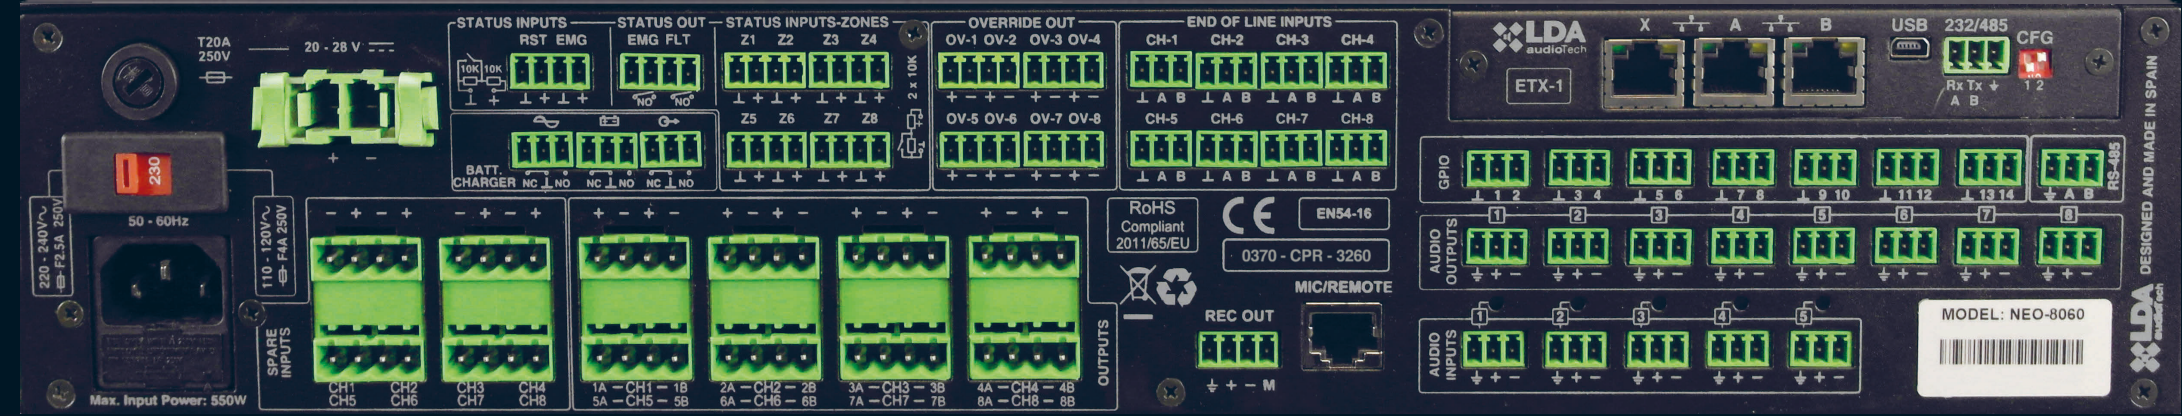 T20A
250V
20 - 28 V
+ −
230
50 - 60Hz
220 - 240V
F2.5A 250V
110 - 120V
F4A 250V
Max. Input Power: 550W
STATUS INPUTS
RST EMG
10K 10K
⊥ + ⊥ +
STATUS OUT
EMG FLT
NO NO
STATUS INPUTS-ZONES
Z1 Z2 Z3 Z4
⊥ + ⊥ + ⊥ + ⊥ +
Z5 Z6 Z7 Z8
⊥ + ⊥ + ⊥ + ⊥ +
2 x 10K
BATT.
CHARGER
NC ⊥ NO NC ⊥ NO NC ⊥ NO
OVERRIDE OUT
OV-1 OV-2 OV-3 OV-4
+ − + − + − + −
OV-5 OV-6 OV-7 OV-8
+ − + − + − + −
END OF LINE INPUTS
CH-1 CH-2 CH-3 CH-4
⊥ A B ⊥ A B ⊥ A B ⊥ A B
CH-5 CH-6 CH-7 CH-8
⊥ A B ⊥ A B ⊥ A B ⊥ A B
LDA
audioTech
ETX-1
X A B
USB
232/485
Rx Tx
A B
CFG
1 2
GPIO
⊥ 1 2 ⊥ 3 4 ⊥ 5 6 ⊥ 7 8 ⊥ 9 10 ⊥ 11 12 ⊥ 13 14
A B
RS-485
AUDIO
OUTPUTS
1 2 3 4 5 6 7 8
+ − + − + − + − + − + − + − + −
AUDIO
INPUTS
1 2 3 4 5
+ − + − + − + − + −
− + − + − + − + + − + − + − + − + − + − + − + −
SPARE
INPUTS
CH1 CH2 CH3 CH4
CH5 CH6 CH7 CH8
1A − CH1 − 1B 2A − CH2 − 2B 3A − CH3 − 3B 4A − CH4 − 4B
5A − CH5 − 5B 6A − CH6 − 6B 7A − CH7 − 7B 8A − CH8 − 8B
OUTPUTS
RoHS
Compliant
2011/65/EU
CE
EN54-16
0370 - CPR - 3260
REC OUT
+ − M
MIC/REMOTE
MODEL: NEO-8060
LDA
audioTech
DESIGNED AND MADE IN SPAIN